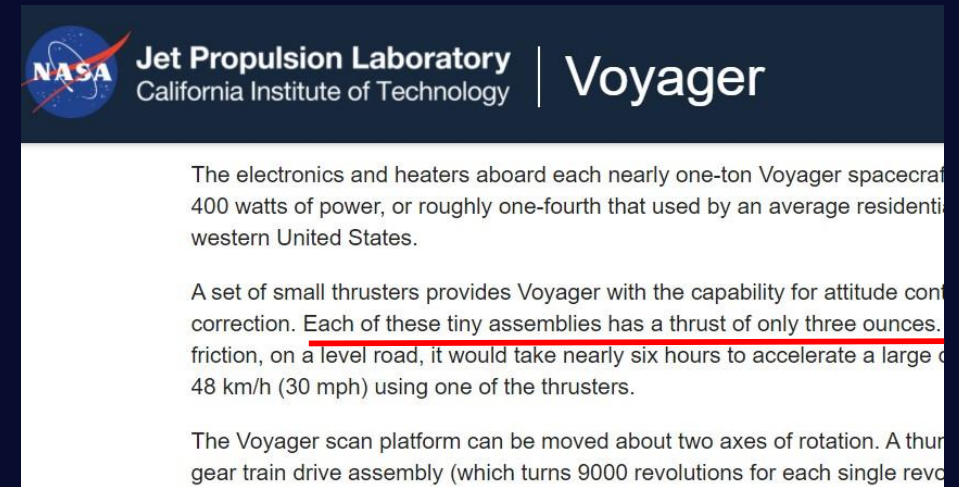 NASA
Jet Propulsion Laboratory
California Institute of Technology
Voyager
The electronics and heaters aboard each nearly one-ton Voyager
400 watts of power, or roughly one-fourth that used by an average
western United States.
A set of small thrusters provides Voyager with the capability for attitude
correction. Each of these tiny assemblies has a thrust of only three ounces.
friction, on a level road, it would take nearly six hours to accelerate a large
48 km/h (30 mph) using one of the thrusters.
The Voyager scan platform can be moved about two axes of rotation. A
gear train drive assembly (which turns 9000 revolutions for each single